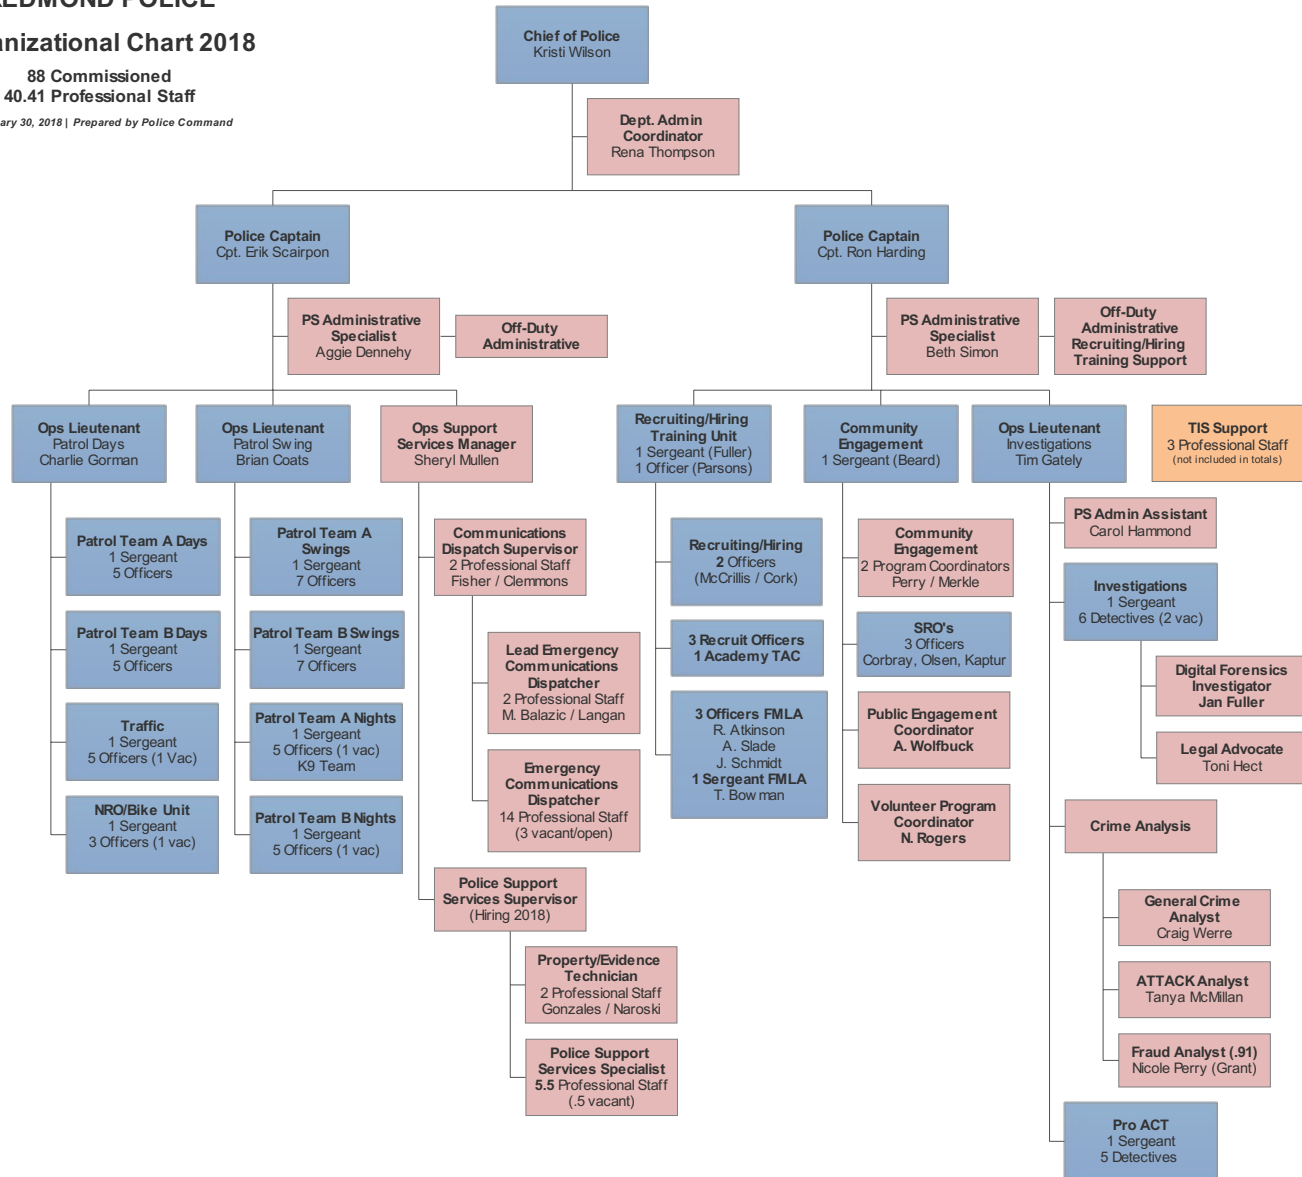 REDMOND POLICE
anizational Chart 2018
88 Commissioned
40.41 Professional Staff
ary 30, 2018 | Prepared by Police Command
Chief of Police
Kristi Wilson
Dept. Admin
Coordinator
Rena Thompson
Police Captain
Cpt. Erik Scairpon
Police Captain
Cpt. Ron Harding
PS Administrative
Specialist
Aggie Dennehy
Off-Duty
Administrative
PS Administrative
Specialist
Beth Simon
Off-Duty
Administrative
Recruiting/Hiring
Training Support
Ops Lieutenant
Patrol Days
Charlie Gorman
Ops Lieutenant
Patrol Swing
Brian Coats
Ops Support
Services Manager
Sheryl Mullen
Recruiting/Hiring
Training Unit
1 Sergeant (Fuller)
1 Officer (Parsons)
Community
Engagement
1 Sergeant (Beard)
Ops Lieutenant
Investigations
Tim Gately
TIS Support
3 Professional Staff
(not included in totals)
Patrol Team A Days
1 Sergeant
5 Officers
Patrol Team B Days
1 Sergeant
5 Officers
Traffic
1 Sergeant
5 Officers (1 Vac)
NRO/Bike Unit
1 Sergeant
3 Officers (1 vac)
Patrol Team A
Swings
1 Sergeant
7 Officers
Patrol Team B Swings
1 Sergeant
7 Officers
Patrol Team A Nights
1 Sergeant
5 Officers (1 vac)
K9 Team
Patrol Team B Nights
1 Sergeant
5 Officers (1 vac)
Communications
Dispatch Supervisor
2 Professional Staff
Fisher / Clemmons
Lead Emergency
Communications
Dispatcher
2 Professional Staff
M. Balazic / Langan
Emergency
Communications
Dispatcher
14 Professional Staff
(3 vacant/open)
Police Support
Services Supervisor
(Hiring 2018)
Property/Evidence
Technician
2 Professional Staff
Gonzales / Naroski
Police Support
Services Specialist
5.5 Professional Staff
(.5 vacant)
Recruiting/Hiring
2 Officers
(McCrillis / Cork)
3 Recruit Officers
1 Academy TAC
3 Officers FMLA
R. Atkinson
A. Slade
J. Schmidt
1 Sergeant FMLA
T. Bowman
Community
Engagement
2 Program Coordinators
Perry / Merkle
SRO's
3 Officers
Corbray, Olsen, Kaptur
Public Engagement
Coordinator
A. Wolfbuck
Volunteer Program
Coordinator
N. Rogers
PS Admin Assistant
Carol Hammond
Investigations
1 Sergeant
6 Detectives (2 vac)
Digital Forensics
Investigator
Jan Fuller
Legal Advocate
Toni Hect
Crime Analysis
General Crime
Analyst
Craig Werre
ATTACK Analyst
Tanya McMillan
Fraud Analyst (.91)
Nicole Perry (Grant)
Pro ACT
1 Sergeant
5 Detectives